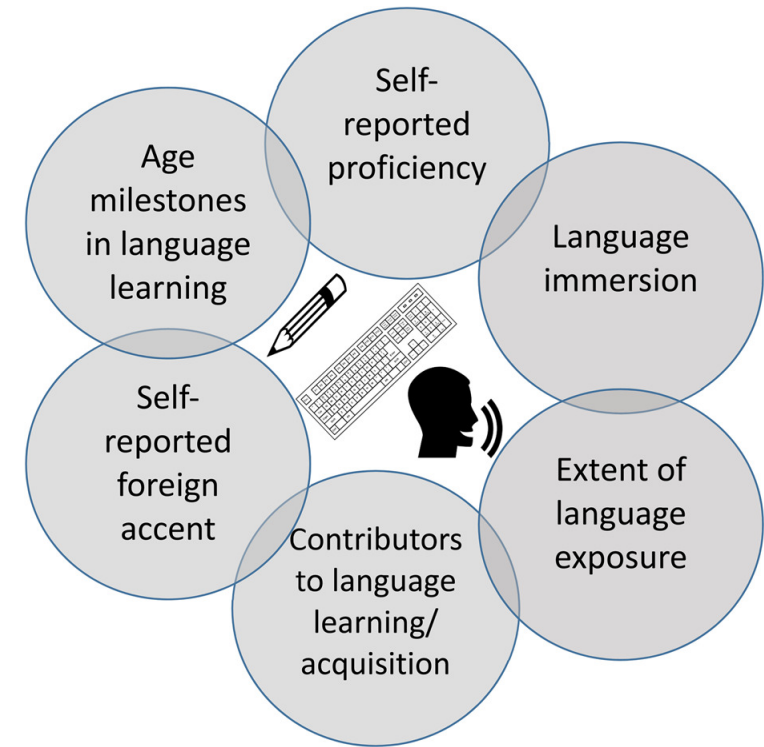 Self-
reported
proficiency
Language
immersion
Extent of
language
exposure
Contributors
to language
learning/
acquisition
Self-
reported
foreign
accent
Age
milestones
in language
learning